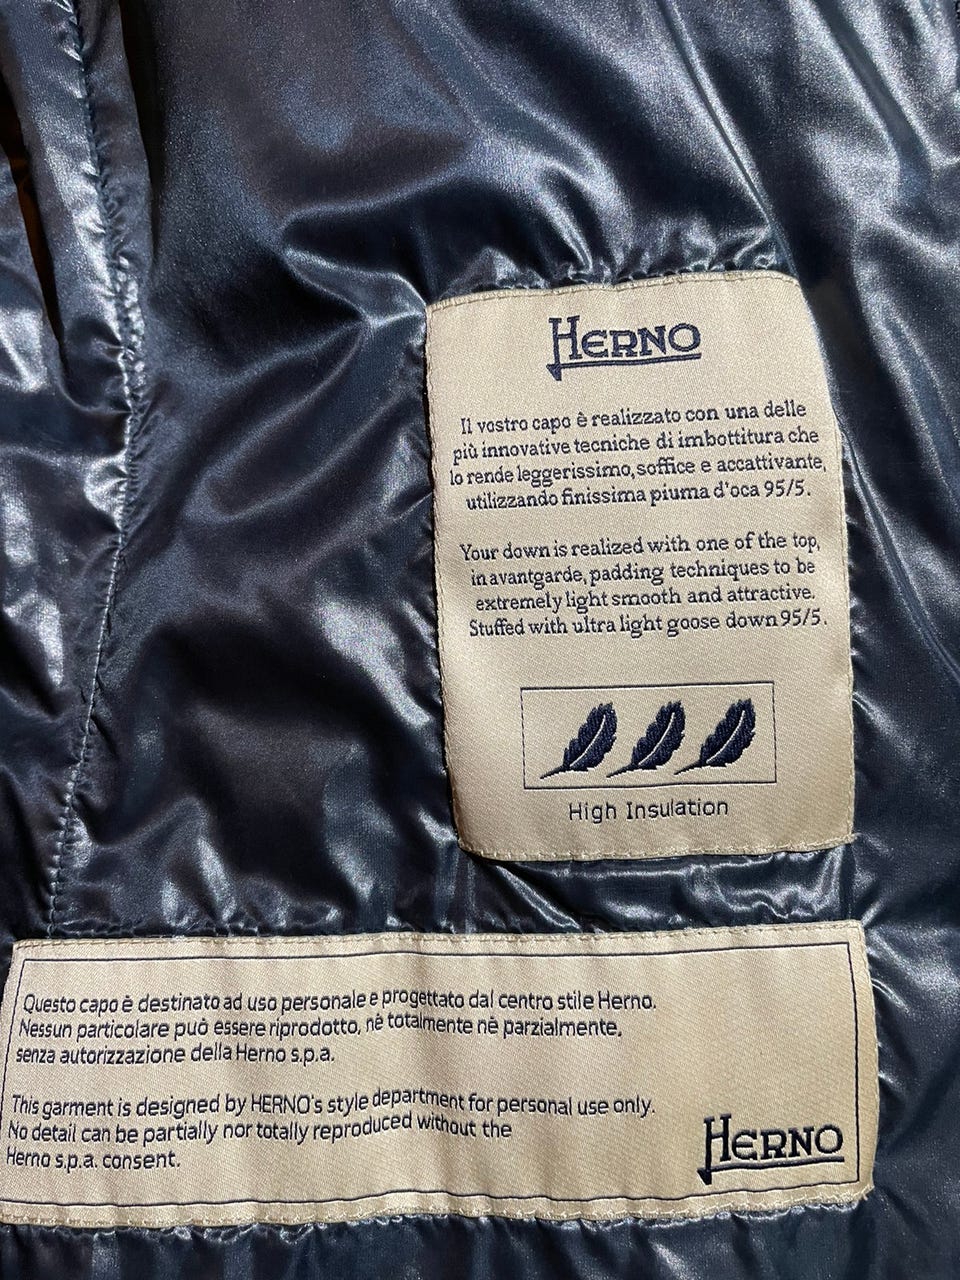 HERNO
Il vostro capo è realizzato con una delle
più innovative tecniche di imbottitura che
lo rende leggerissimo, soffice e accattivante,
utilizzando finissima piuma d'oca 95/5.
Your down is realized with one of the top,
in avantgarde, padding techniques to be
extremely light smooth and attractive.
Stuffed with ultra light goose down 95/5.
High Insulation
Questo capo è destinato ad uso personale e progettato dal centro stile Herno.
Nessun particolare può essere riprodotto, nè totalmente nè parzialmente,
senza autorizzazione della Herno s.p.a.
This garment is designed by HERNO's style department for personal use only.
No detail can be partially nor totally reproduced without the
Herno s.p.a. consent.
HERNO